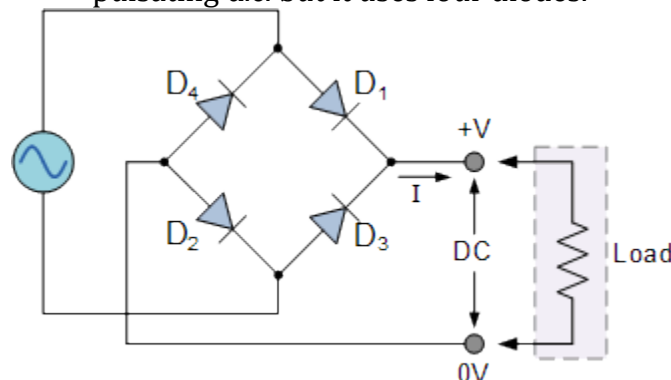 pulsating d.c. but it uses four diodes.
D4 D1
+V
I
D2 D3 DC Load
0V